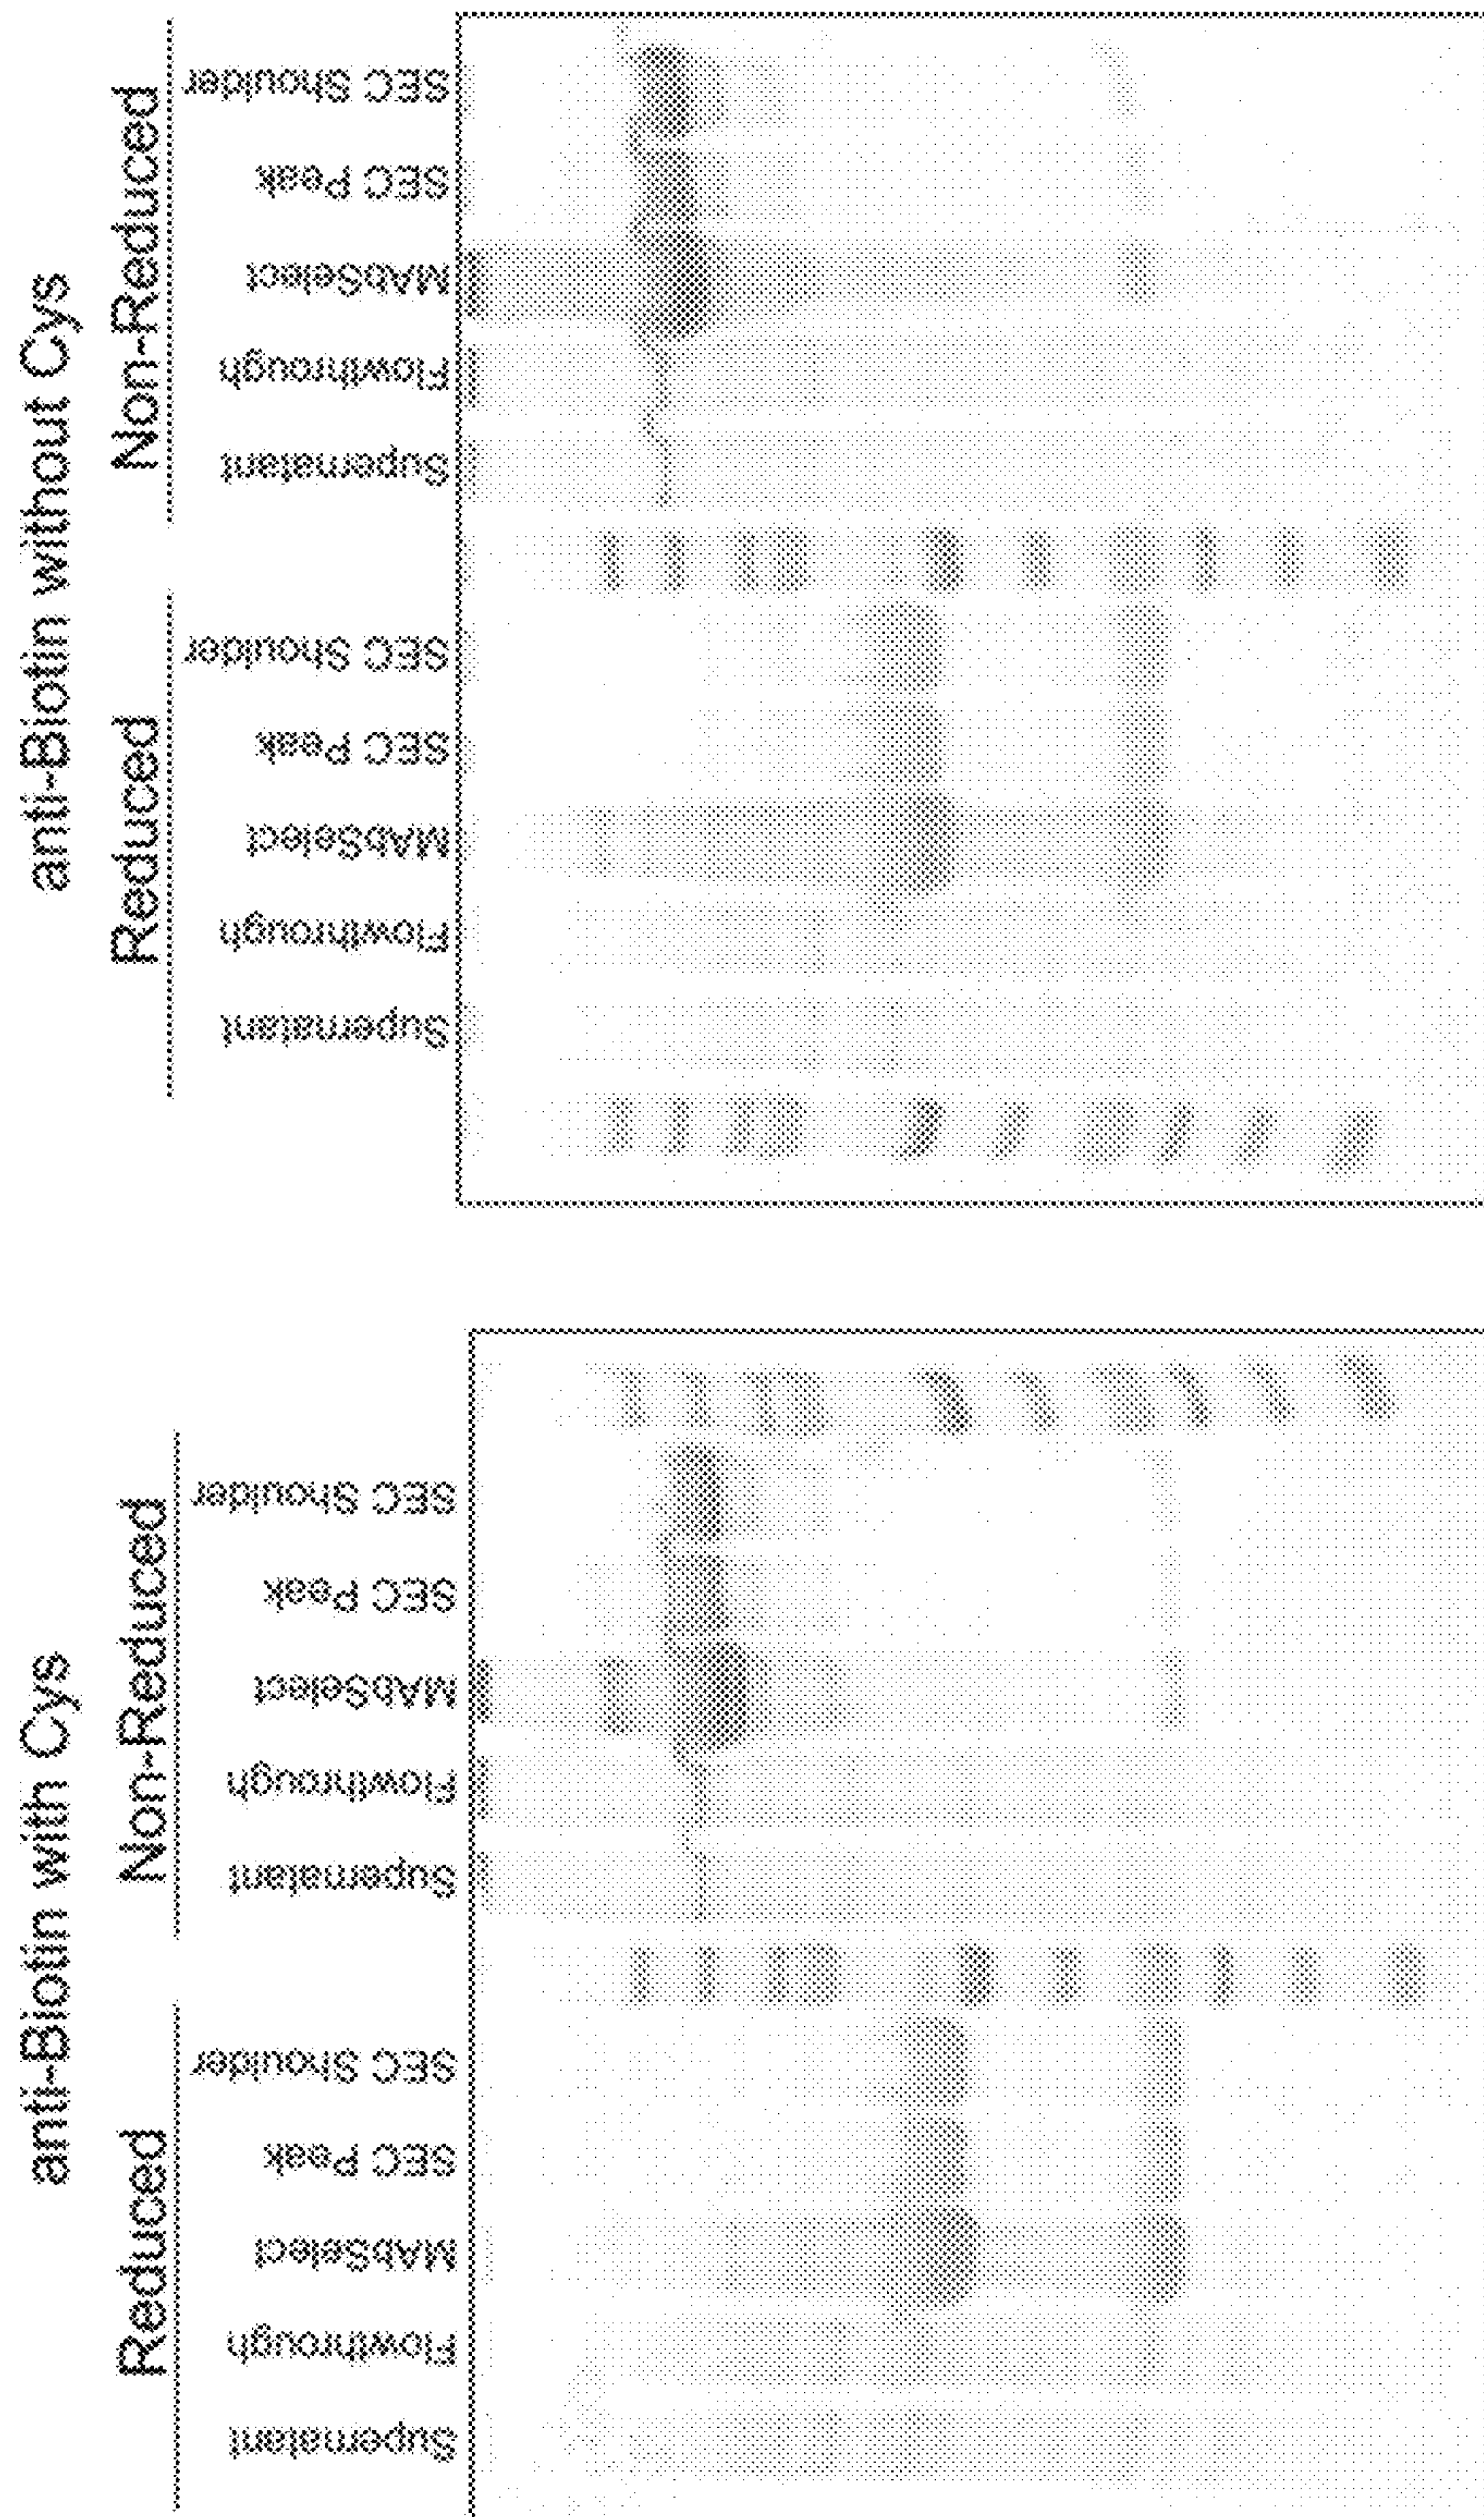 anti-Biotin with Cys
Reduced
Non-Reduced
Supernatant
Flowthrough
MAbSelect
SEC Peak
SEC Shoulder
Supernatant
Flowthrough
MAbSelect
SEC Peak
SEC Shoulder
anti-Biotin without Cys
Reduced
Non-Reduced
Supernatant
Flowthrough
MAbSelect
SEC Peak
SEC Shoulder
Supernatant
Flowthrough
MAbSelect
SEC Peak
SEC Shoulder